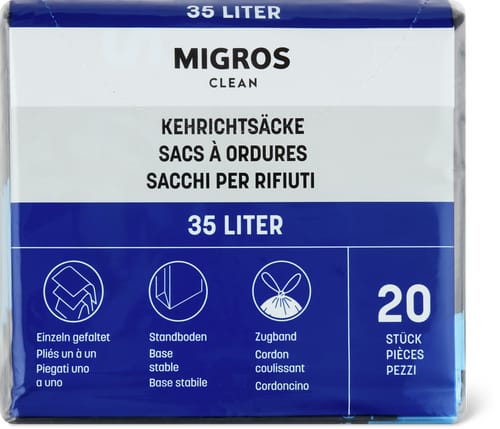 35 LITER
MIGROS
CLEAN
KEHRICHTSÄCKE
SACS À ORDURES
SACCHI PER RIFIUTI
35 LITER
Einzeln gefaltet
Pliés un à un
Piegati uno
a uno
Standboden
Base
stable
Base stabile
Zugband
Cordon
coulissant
Cordoncino
20
STÜCK
PIÈCES
PEZZI